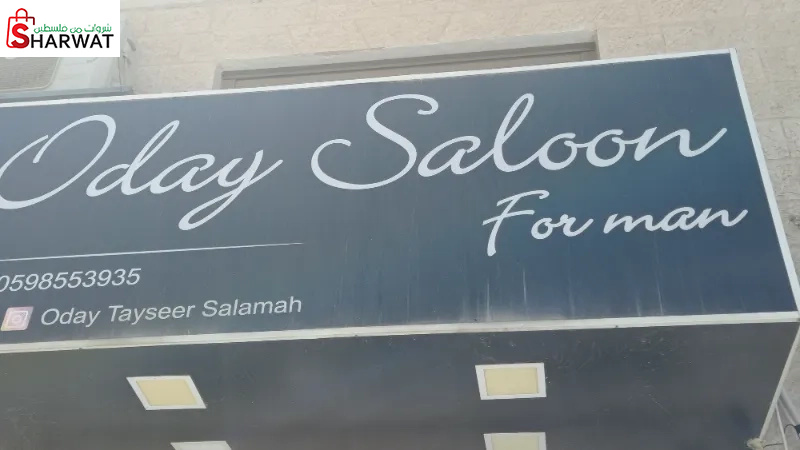 شروات من فلسطين
SHARWAT
Oday Saloon
For man
0598553935
Oday Tayseer Salamah